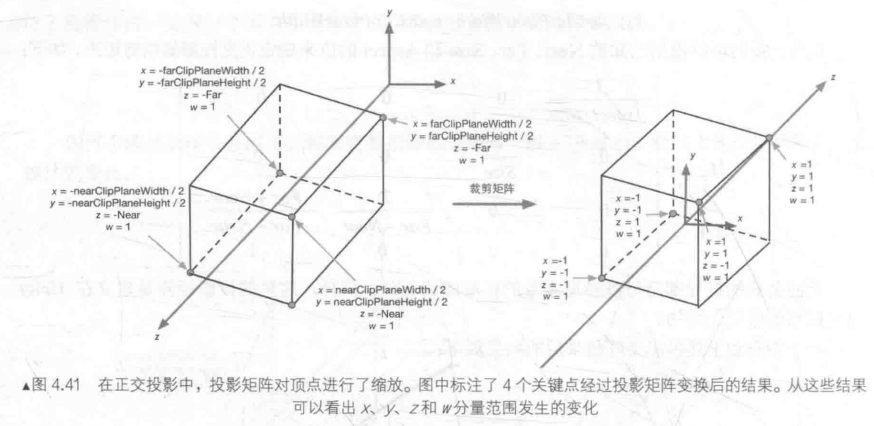 y
x
x = -farClipPlaneWidth / 2
y = -farClipPlaneHeight / 2
z = -Far
w = 1
x = farClipPlaneWidth / 2
y = farClipPlaneHeight / 2
z = -Far
w = 1
x = -nearClipPlaneWidth / 2
y = -nearClipPlaneHeight / 2
z = -Near
w = 1
x = nearClipPlaneWidth / 2
y = nearClipPlaneHeight / 2
z = -Near
w = 1
z
裁剪矩阵
z
y
x
x =1
y = 1
z = 1
w = 1
x =-1
y = -1
z = 1
w = 1
x =1
y = 1
z = -1
w = 1
x =-1
y = -1
z = -1
w = 1
▲图 4.41 在正交投影中，投影矩阵对顶点进行了缩放。图中标注了 4 个关键点经过投影矩阵变换后的结果。从这些结果
可以看出 x、y、z 和 w 分量范围发生的变化